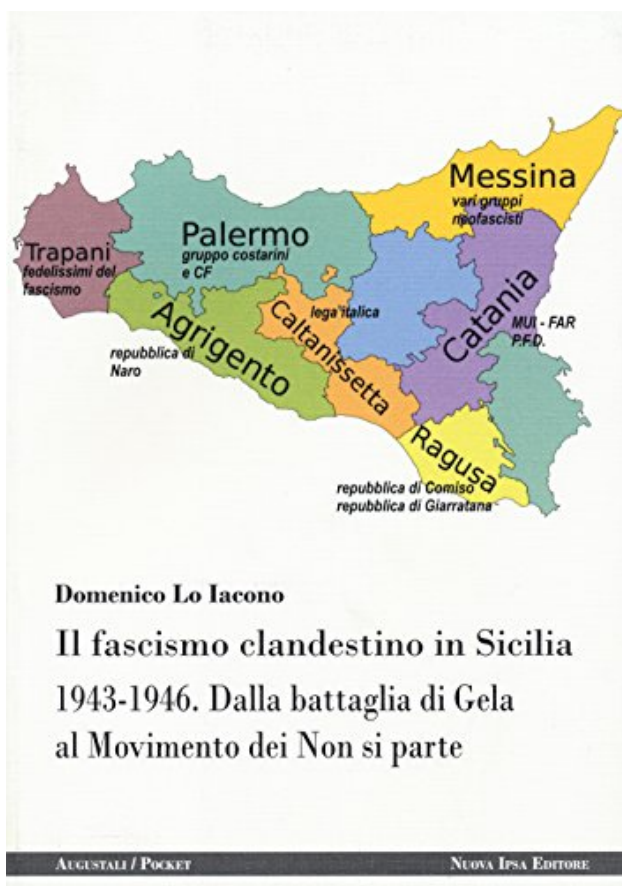 Messina
vari gruppi
neofascisti
Trapani
fedelissimi del
fascismo
Palermo
gruppo costarini
e CF
Catania
MUI - FAR
P.F.D.
Agrigento
repubblica di
Naro
Caltanissetta
lega italica
Ragusa
repubblica di Comiso
repubblica di Giarratana
Domenico Lo Iacono
Il fascismo clandestino in Sicilia
1943-1946. Dalla battaglia di Gela
al Movimento dei Non si parte
Augustali / Pocket
Nuova Ipsa Editore